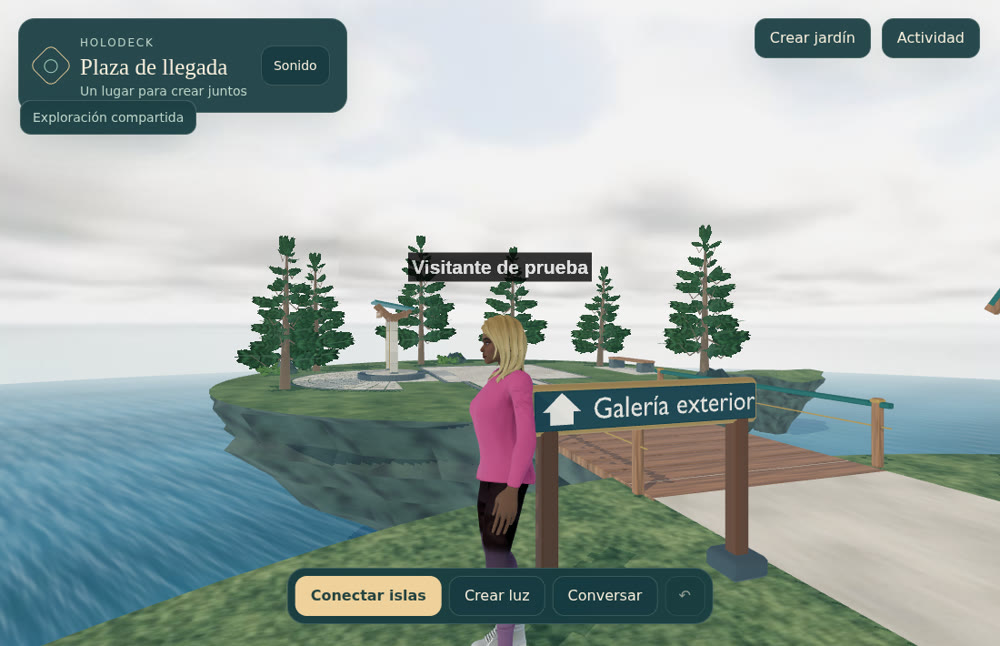 HOLODECK
Plaza de llegada
Un lugar para crear juntos
Sonido
Exploración compartida
Crear jardín
Actividad
Visitante de prueba
Galería exterior
Conectar islas
Crear luz
Conversar